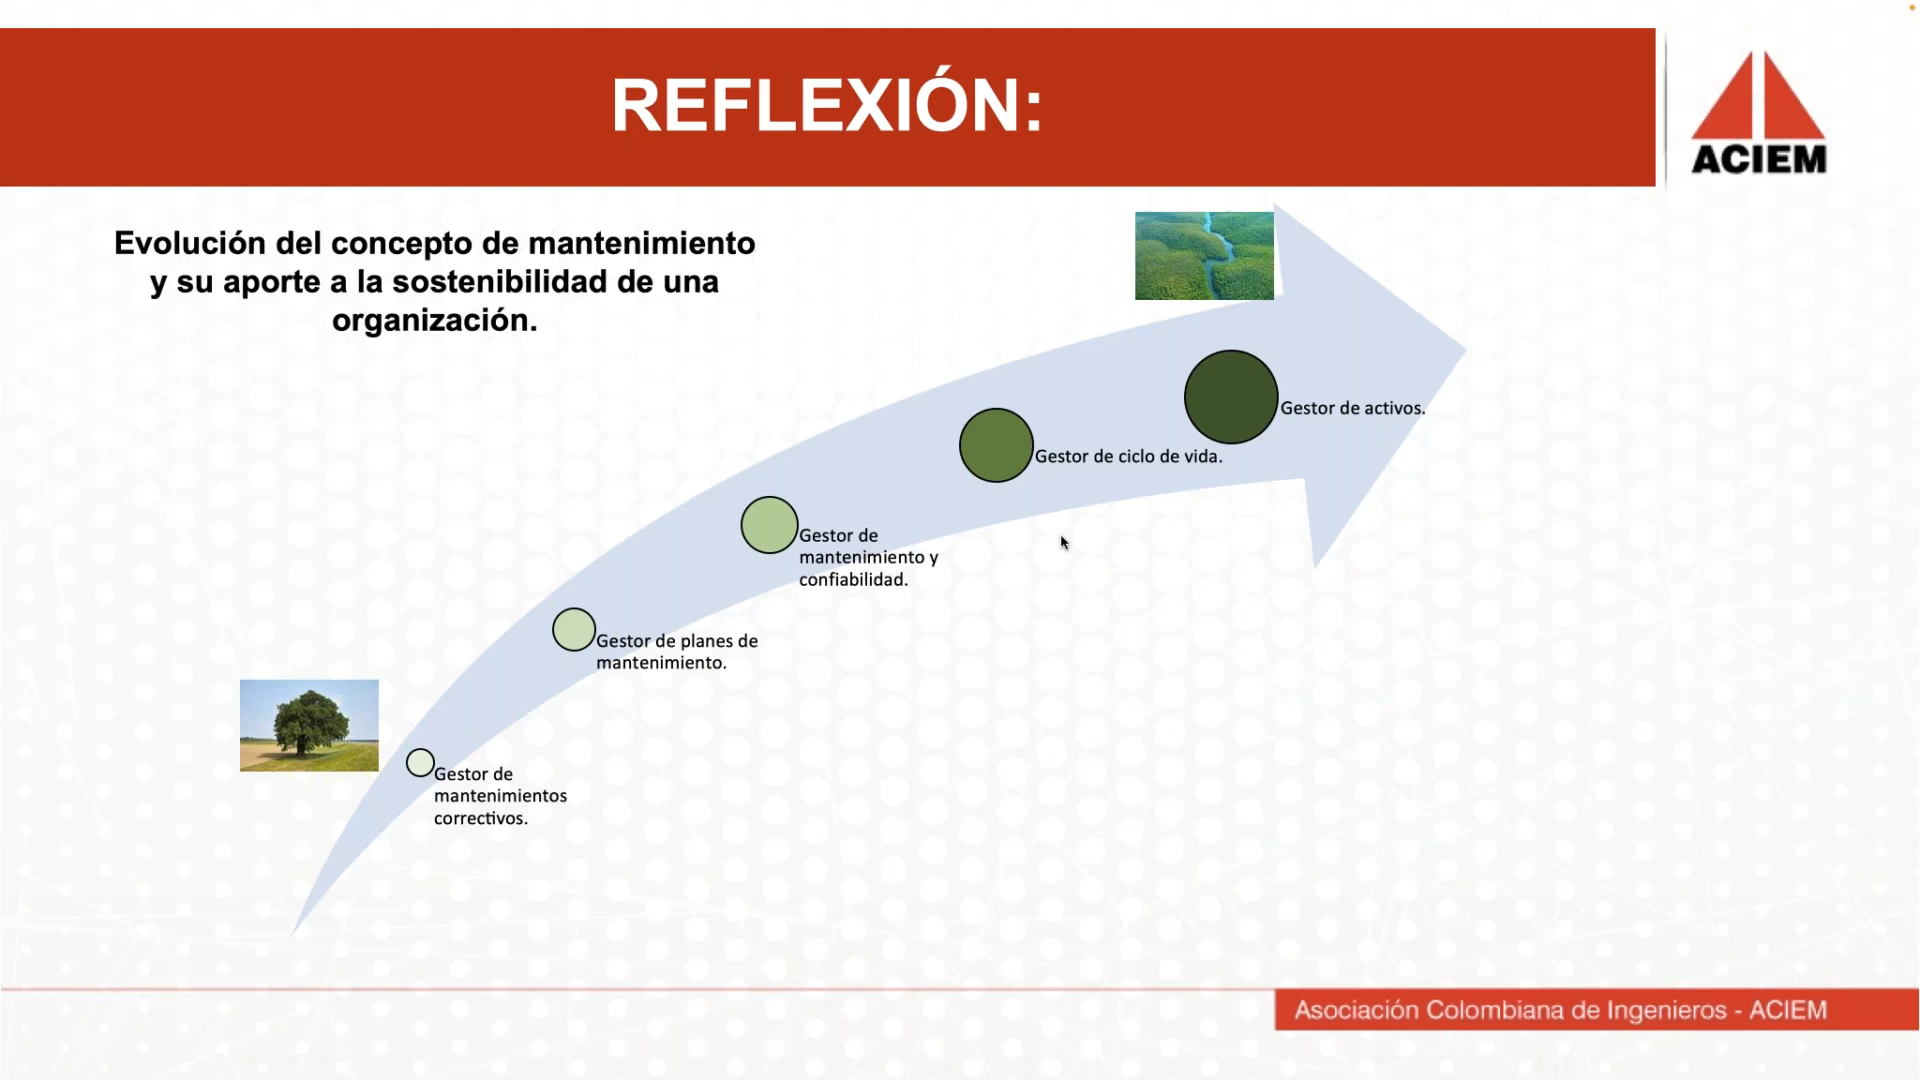 REFLEXIÓN:
ACIEM
Evolución del concepto de mantenimiento
y su aporte a la sostenibilidad de una
organización.
Gestor de activos.
Gestor de ciclo de vida.
Gestor de
mantenimiento y
confiabilidad.
Gestor de planes de
mantenimiento.
Gestor de
mantenimientos
correctivos.
Asociación Colombiana de Ingenieros - ACIEM